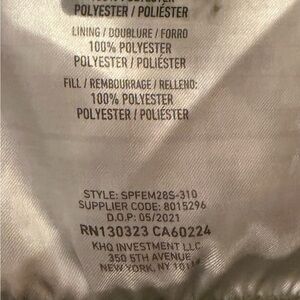 POLYESTER / POLIÉSTER
LINING / DOUBLURE / FORRO
100% POLYESTER
POLYESTER / POLIÉSTER
FILL / REMBOURRAGE / RELLENO:
100% POLYESTER
POLYESTER / POLIÉSTER
STYLE: SPFEM28S-310
SUPPLIER CODE: 8015296
D.O.P: 05/2021
RN130323 CA60224
KHQ INVESTMENT LLC
350 5TH AVENUE
NEW YORK, NY